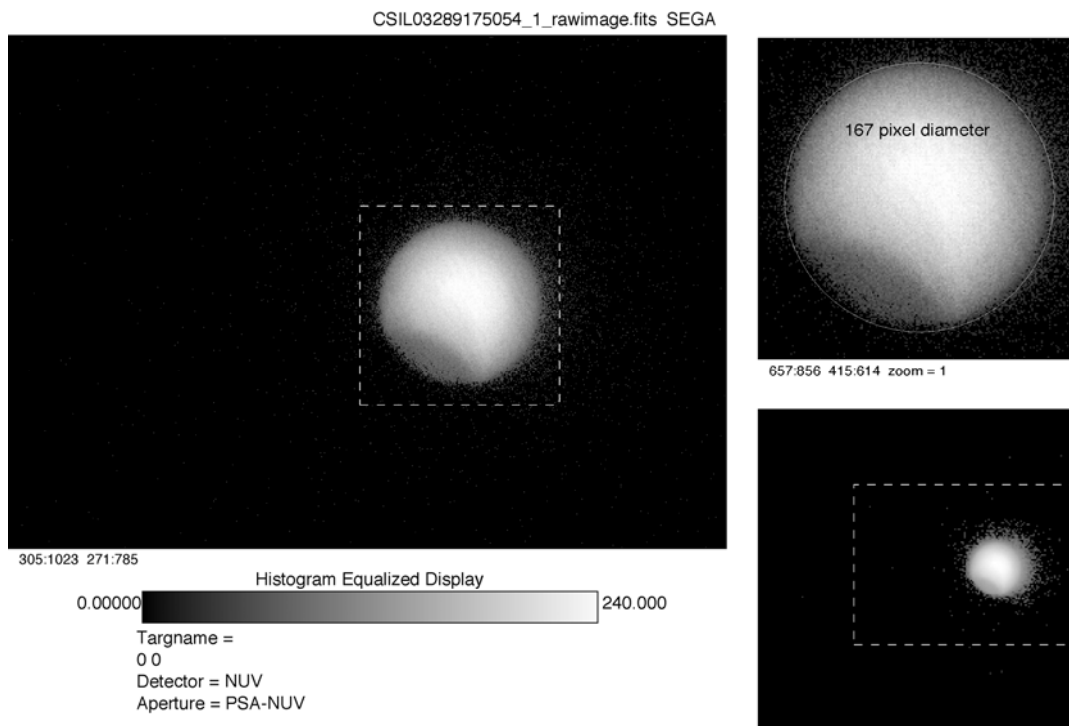 CSIL03289175054_1_rawimage.fits SEGA
167 pixel diameter
657:856 415:614 zoom = 1
305:1023 271:785
Histogram Equalized Display
0.00000 240.000
Targname =
0 0
Detector = NUV
Aperture = PSA-NUV